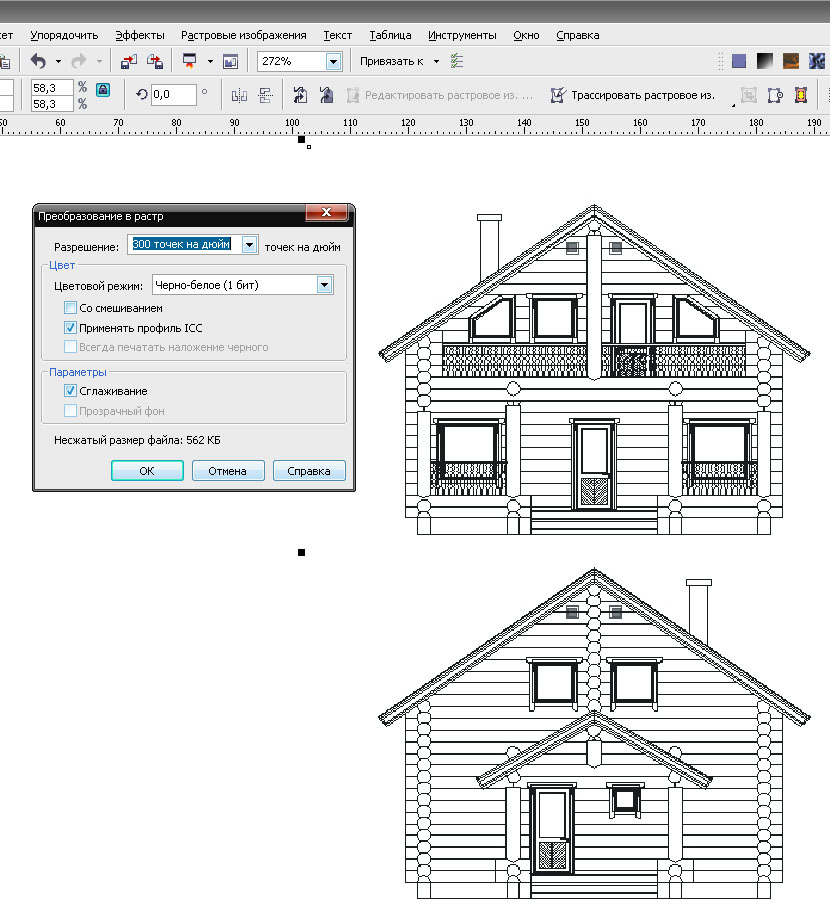 Упорядочить Эффекты Растровые изображения Текст Таблица Инструменты Окно Справка
272% Привязать к
58,3 %
58,3 %
0,0 °
Редактировать растровое из. ...
Трассировать растровое из.
50 60 70 80 90 100 110 120 130 140 150 160 170 180 190
Преобразование в растр
Разрешение: 300 точек на дюйм точек на дюйм
Цвет
Цветовой режим: Черно-белое (1 бит)
Со смешиванием
Применять профиль ICC
Всегда печатать наложение черного
Параметры
Сглаживание
Прозрачный фон
Несжатый размер файла: 562 КБ
OK Отмена Справка